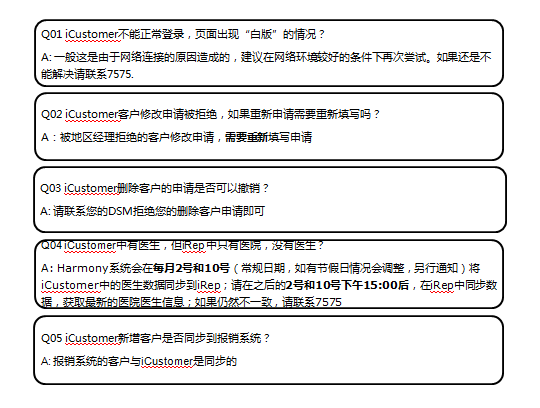 Q01 iCustomer不能正常登录，页面出现“白版”的情况？
A: 一般这是由于网络连接的原因造成的，建议在网络环境较好的条件下再次尝试。如果还是不
能解决请联系7575.
Q02 iCustomer客户修改申请被拒绝，如果重新申请需要重新填写吗？
A：被地区经理拒绝的客户修改申请，需要重新填写申请
Q03 iCustomer删除客户的申请是否可以撤销？
A: 请联系您的DSM拒绝您的删除客户申请即可
Q04 iCustomer中有医生，但iRep中只有医院，没有医生？
A: Harmony系统会在每月2号和10号（常规日期，如有节假日情况会调整，另行通知）将
iCustomer中的医生数据同步到iRep；请在之后的2号和10号下午15:00后，在iRep中同步数
据，获取最新的医院医生信息；如果仍然不一致，请联系7575
Q05 iCustomer新增客户是否同步到报销系统？
A: 报销系统的客户与iCustomer是同步的